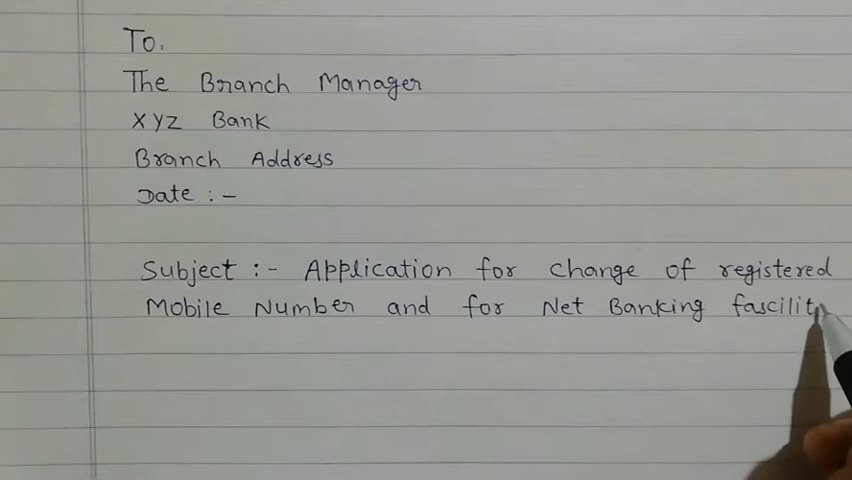 To,
The Branch Manager
XYZ Bank
Branch Address
Date :-
Subject :- Application for change of registered
Mobile Number and for Net Banking fascilit